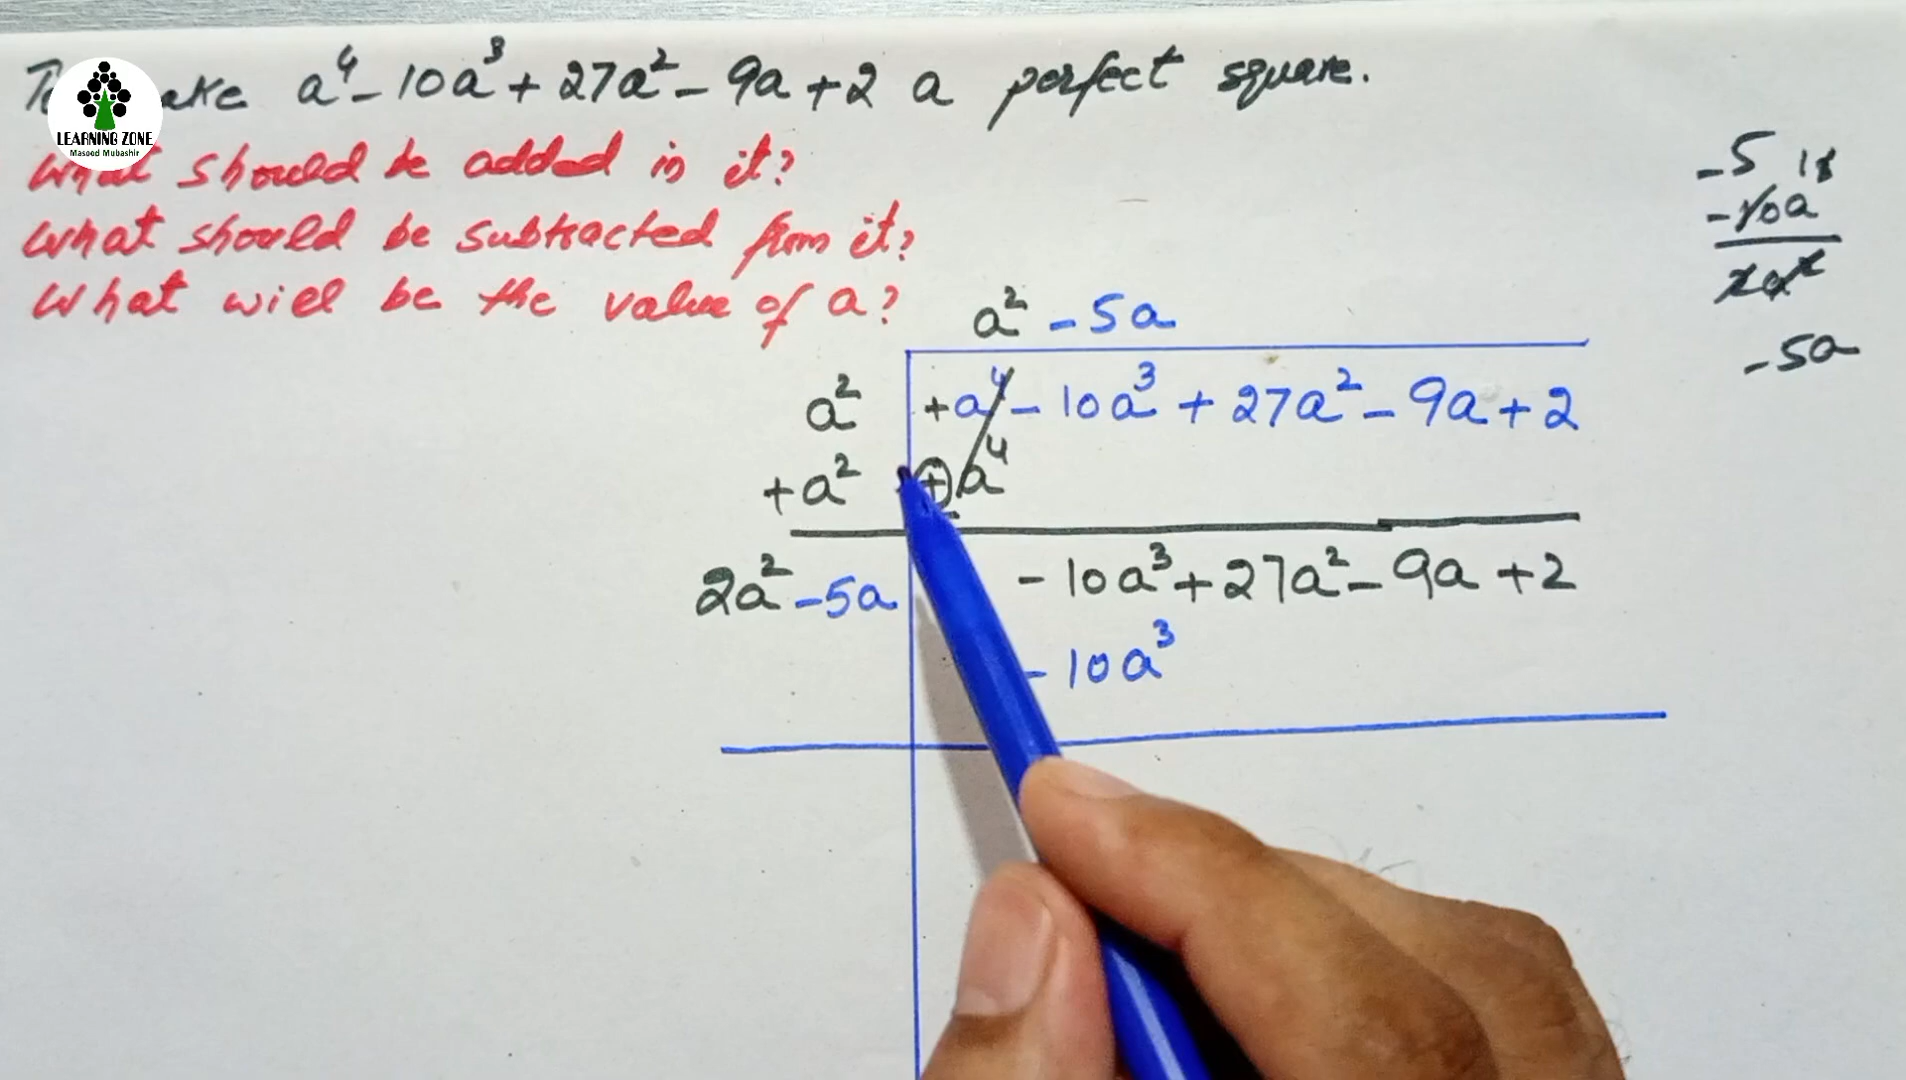 ake a⁴ - 10a³ + 27a² - 9a + 2 a perfect square.
LEARNING ZONE
Masood Mubashir
What should be added in it?
What should be subtracted from it?
What will be the value of a?
-5
-10a
2a²
-5a
a² - 5a
a² + a⁴ - 10a³ + 27a² - 9a + 2
+a² + a⁴
2a² - 5a - 10a³ + 27a² - 9a + 2
- 10a³